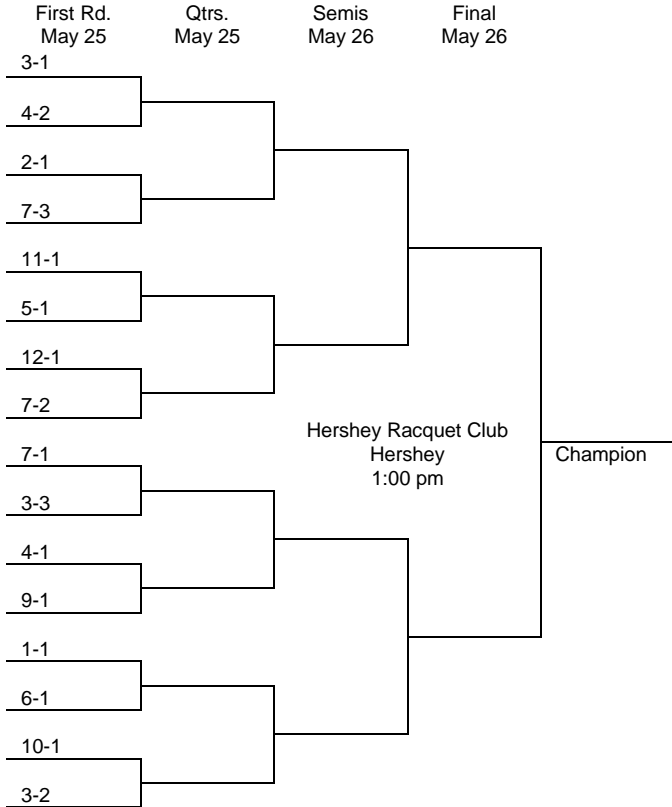 First Rd. Qtrs. Semis Final
May 25 May 25 May 26 May 26
3-1
4-2
2-1
7-3
11-1
5-1
12-1
7-2
Hershey Racquet Club
Hershey
1:00 pm
Champion
7-1
3-3
4-1
9-1
1-1
6-1
10-1
3-2